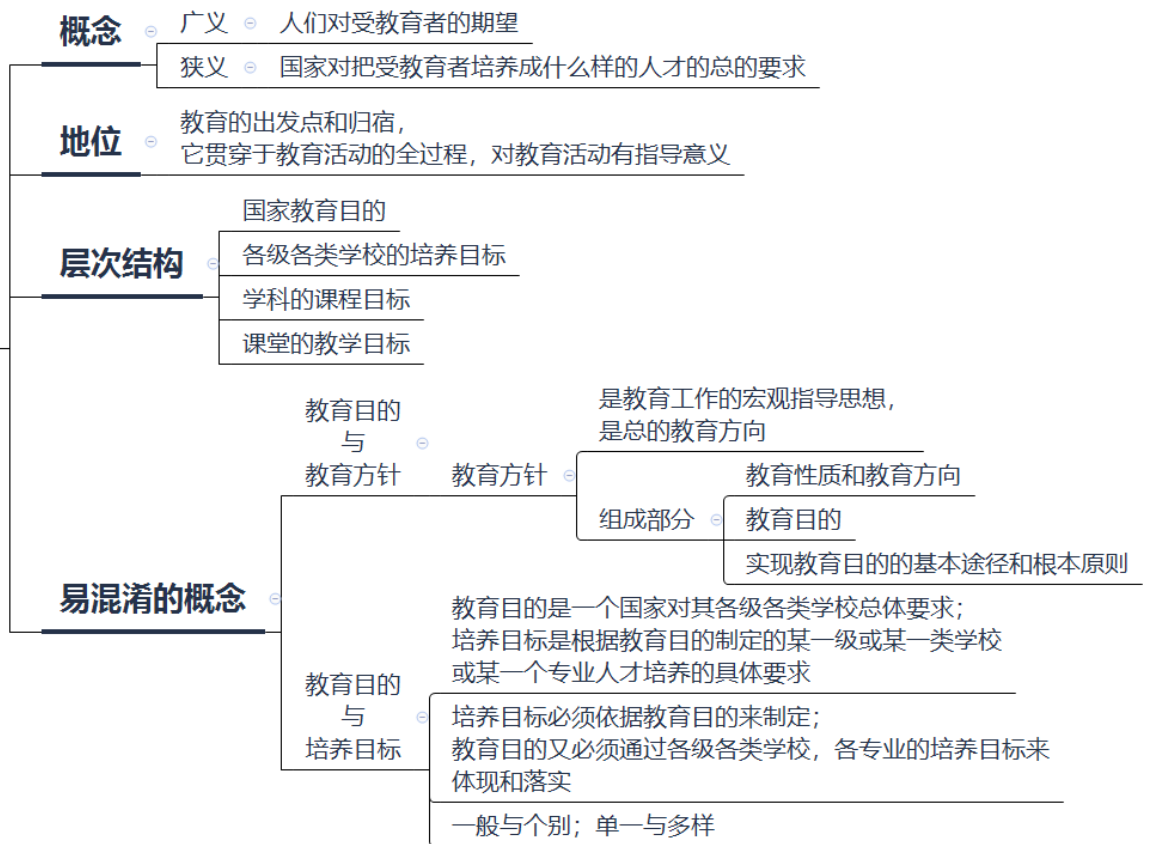 概念
广义
人们对受教育者的期望
狭义
国家对把受教育者培养成什么样的人才的总的要求
地位
教育的出发点和归宿，
它贯穿于教育活动的全过程，对教育活动有指导意义
层次结构
国家教育目的
各级各类学校的培养目标
学科的课程目标
课堂的教学目标
易混淆的概念
教育目的
与
教育方针
教育方针
是教育工作的宏观指导思想，
是总的教育方向
组成部分
教育性质和教育方向
教育目的
实现教育目的的基本途径和根本原则
教育目的
与
培养目标
教育目的是一个国家对其各级各类学校总体要求；
培养目标是根据教育目的制定的某一级或某一类学校
或某一个专业人才培养的具体要求
培养目标必须依据教育目的来制定；
教育目的又必须通过各级各类学校，各专业的培养目标来
体现和落实
一般与个别；单一与多样